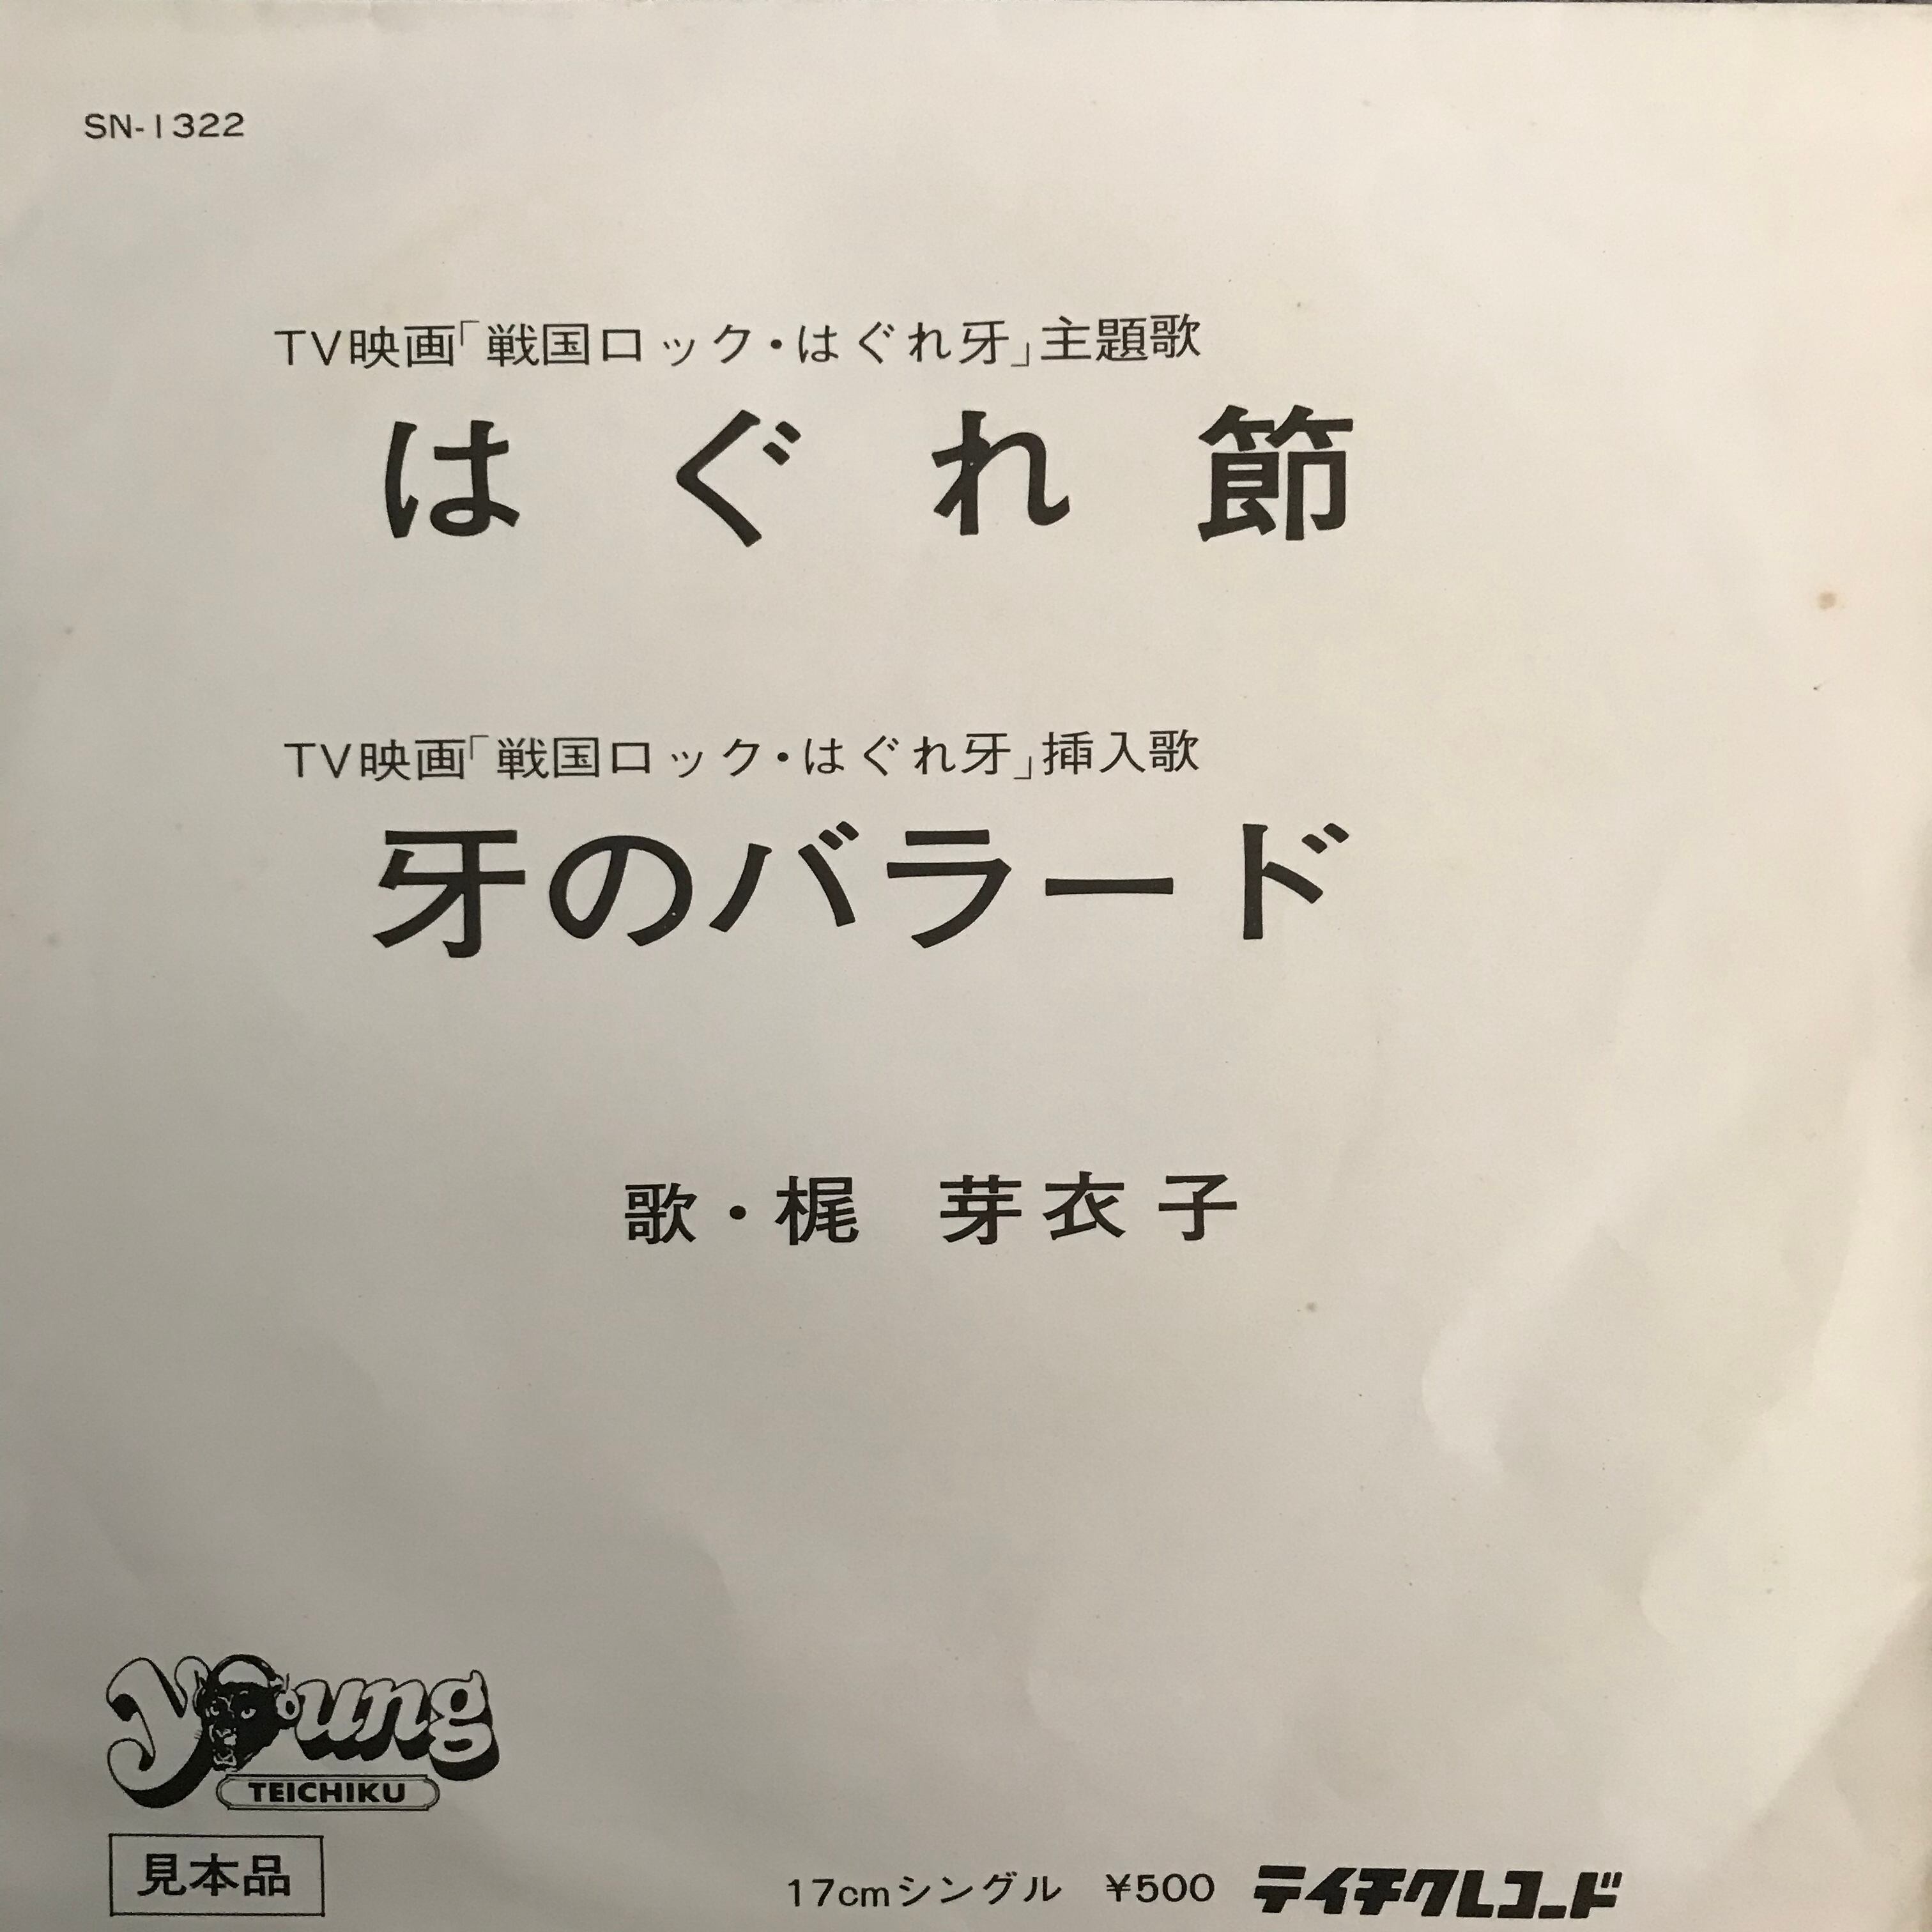 SN-1322
TV映画「戦国ロック・はぐれ牙」主題歌
はぐれ節
TV映画「戦国ロック・はぐれ牙」挿入歌
牙のバラード
歌・梶 芽衣子
young
TEICHIKU
見本品
17cmシングル ¥500 テイチクレコード